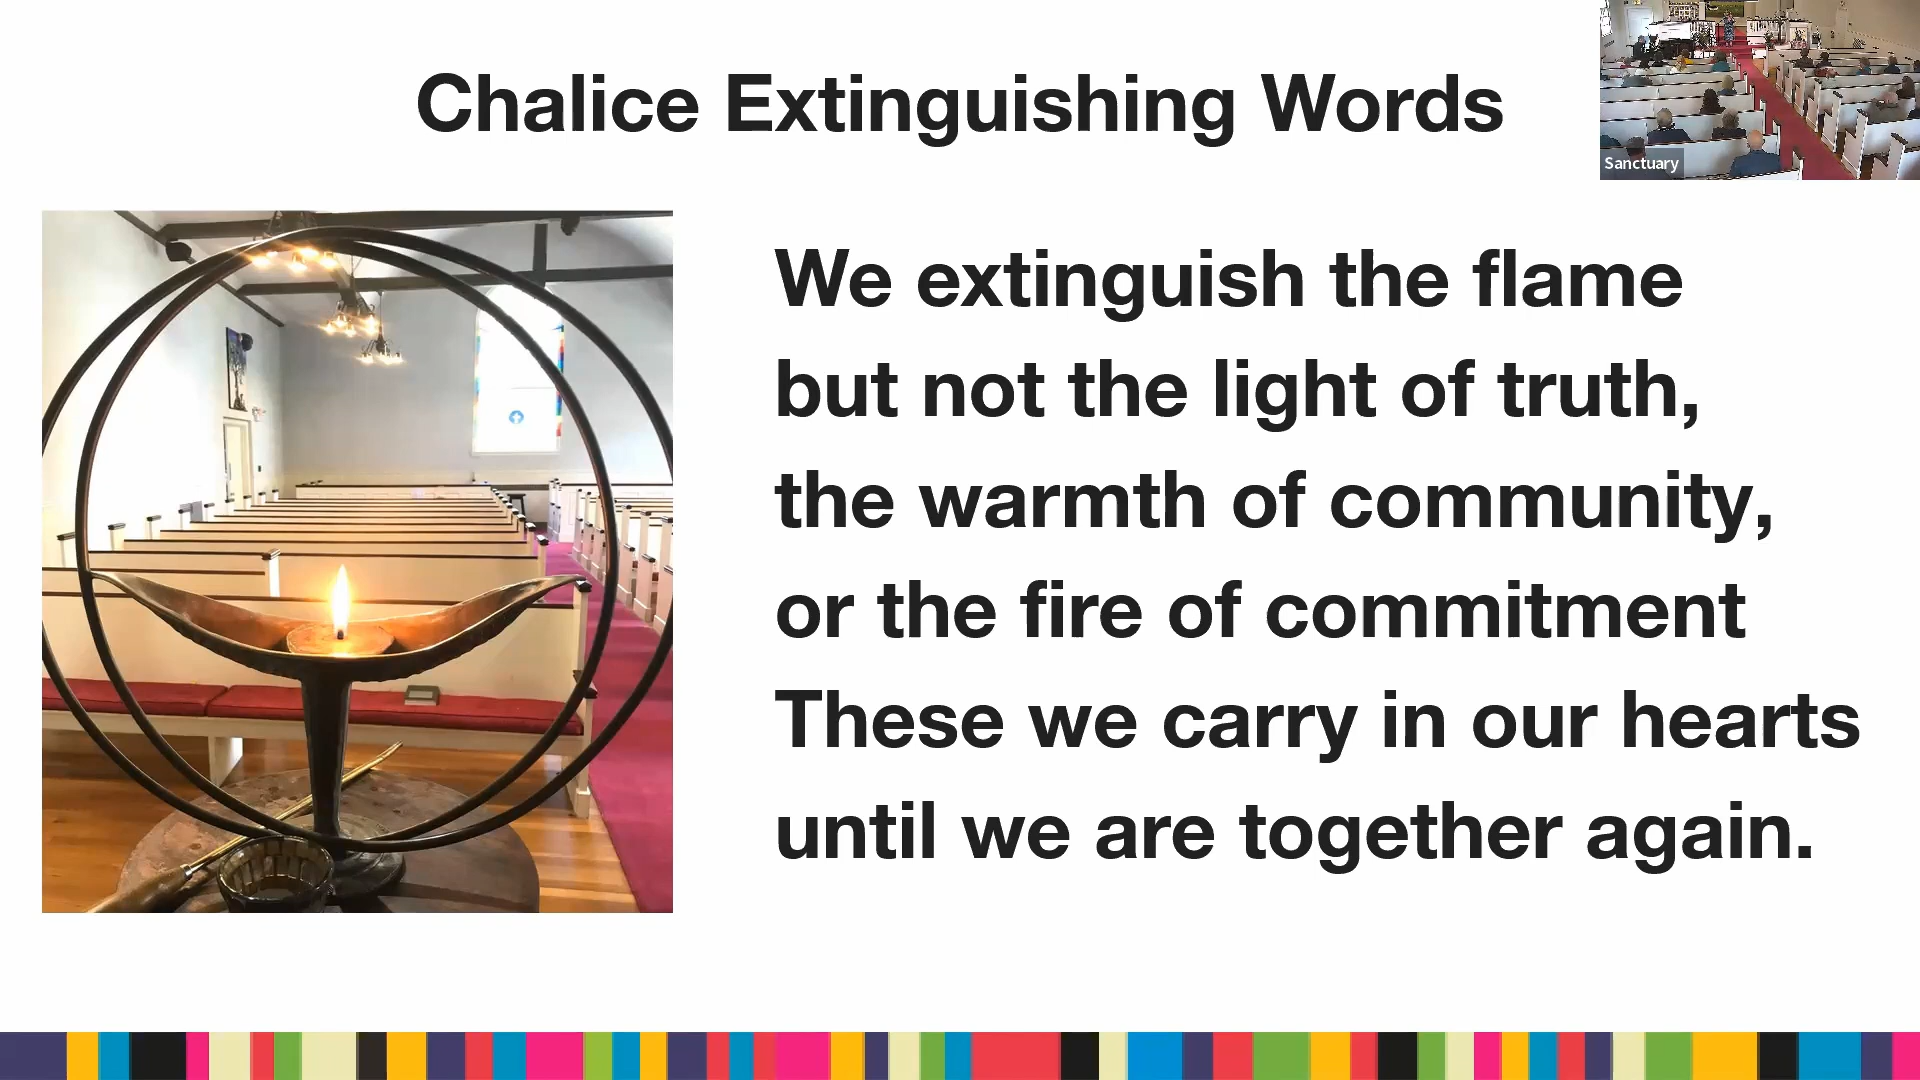 Chalice Extinguishing Words
Sanctuary
We extinguish the flame
but not the light of truth,
the warmth of community,
or the fire of commitment
These we carry in our hearts
until we are together again.